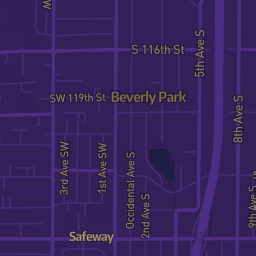 W
S 116th St
5th Ave S
SW 119th St
Beverly Park
8th Ave S
3rd Ave SW
1st Ave SW
Occidental Ave S
2nd Ave S
9th Ave S
Safeway